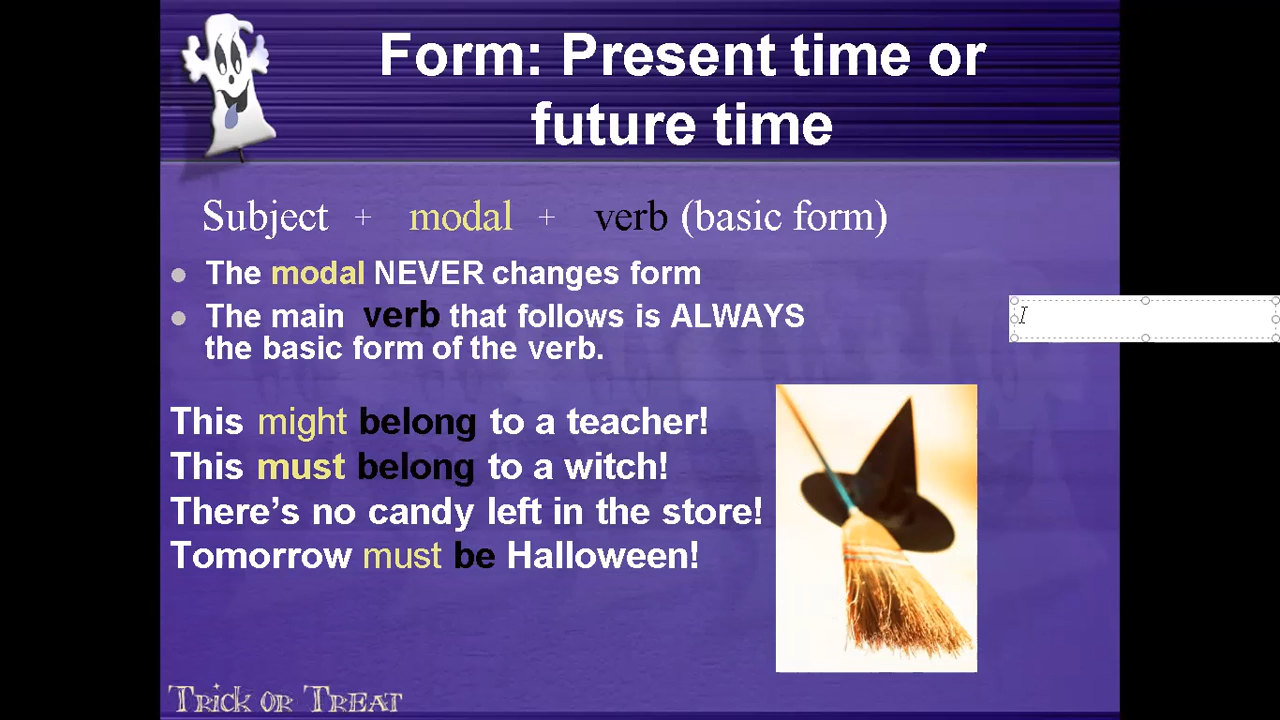 Form: Present time or
future time
Subject + modal + verb (basic form)
The modal NEVER changes form
The main verb that follows is ALWAYS
the basic form of the verb.
This might belong to a teacher!
This must belong to a witch!
There’s no candy left in the store!
Tomorrow must be Halloween!
Trick or Treat